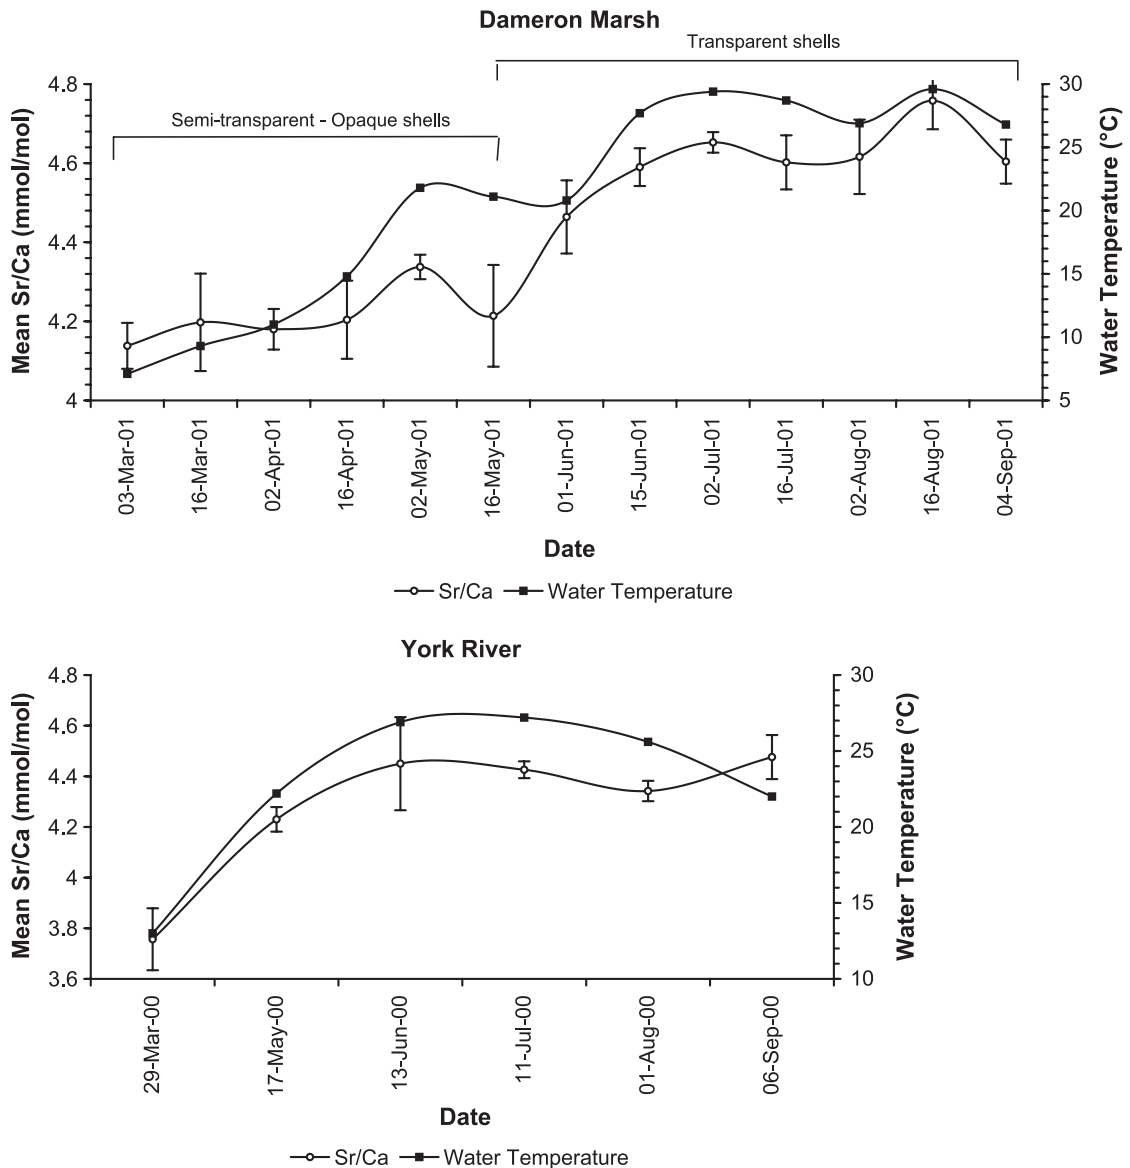 Dameron Marsh
Transparent shells
Semi-transparent - Opaque shells
Mean Sr/Ca (mmol/mol)
4.8
4.6
4.4
4.2
4
Water Temperature (°C)
30
25
20
15
10
5
03-Mar-01
16-Mar-01
02-Apr-01
16-Apr-01
02-May-01
16-May-01
01-Jun-01
15-Jun-01
02-Jul-01
16-Jul-01
02-Aug-01
16-Aug-01
04-Sep-01
Date
Sr/Ca Water Temperature
York River
Mean Sr/Ca (mmol/mol)
4.8
4.6
4.4
4.2
4
3.8
3.6
Water Temperature (°C)
30
25
20
15
10
29-Mar-00
17-May-00
13-Jun-00
11-Jul-00
01-Aug-00
06-Sep-00
Date
Sr/Ca Water Temperature